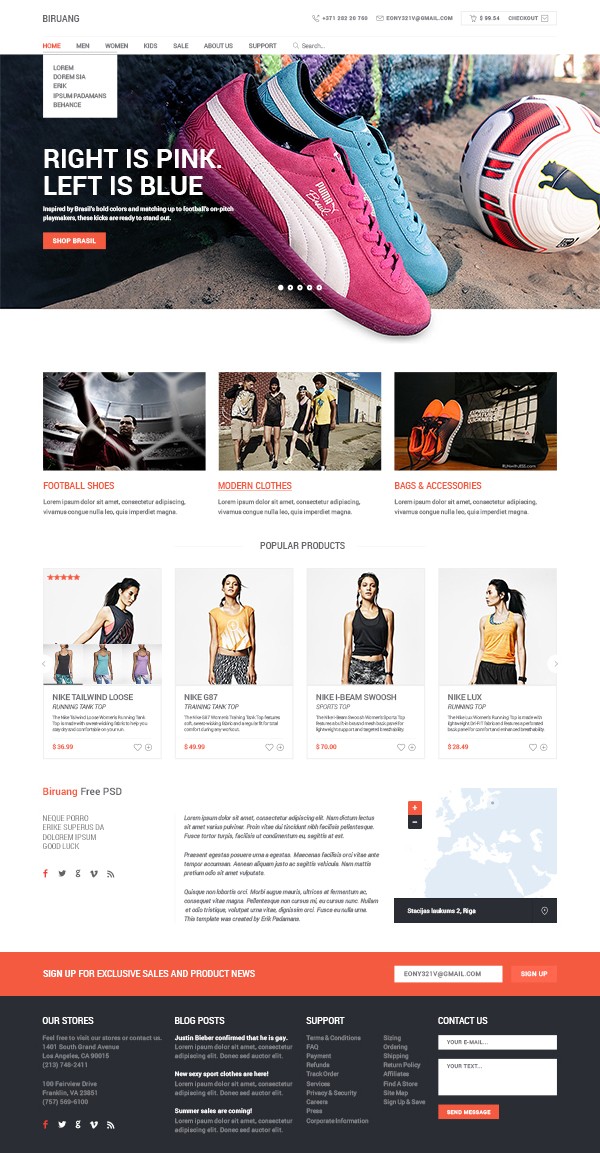 BIRUANG
+371 282 20 760
EONY321V@GMAIL.COM
$ 99.54
CHECKOUT
HOME MEN WOMEN KIDS SALE ABOUT US SUPPORT Search...
LOREM
DOREM SIA
ERIK
IPSUM PADAMANS
BEHANCE
RIGHT IS PINK.
LEFT IS BLUE
Inspired by Brasil's bold colors and matching up to football's on-pitch
playmakers, these kicks are ready to stand out.
SHOP BRASIL
PUMA
Brasil
FOOTBALL SHOES
Lorem ipsum dolor sit amet, consectetur adipiscing,
vivamus congue nulla leo, quis imperdiet magna.
MODERN CLOTHES
Lorem ipsum dolor sit amet, consectetur adipiscing,
vivamus congue nulla leo, quis imperdiet magna.
BAGS & ACCESSORIES
Lorem ipsum dolor sit amet, consectetur adipiscing,
vivamus congue nulla leo, quis imperdiet magna.
POPULAR PRODUCTS
NIKE TAILWIND LOOSE
RUNNING TANK TOP
The Nike Tailwind Loose Women's Running Tank
Top is made with sweat-wicking fabric to help you
stay dry and comfortable on your run.
$ 36.99
NIKE G87
TRAINING TANK TOP
The Nike G87 Women's Training Tank Top features
soft, sweat-wicking fabric and a regular fit for total
comfort during any workout.
$ 49.99
NIKE I-BEAM SWOOSH
SPORTS TOP
The Nike I-Beam Swoosh Women's Sports Top
features a built-in bra and mesh back panel for
lightweight support and targeted breathability.
$ 70.00
NIKE LUX
RUNNING TOP
The Nike Lux Women's Running Top is made with
lightweight Dri-FIT fabric and features a perforated
back panel for comfort and enhanced breathability.
$ 28.49
Biruang Free PSD
NEQUE PORRO
ERIKE SUPERUS DA
DOLOREM IPSUM
GOOD LUCK
Lorem ipsum dolor sit amet, consectetur adipiscing elit. Nam dictum lectus
sit amet varius pulvinar. Proin vitae dui tincidunt nibh facilisis pellentesque.
Fusce tortor turpis, facilisis ut condimentum eu, sagittis at est.
Praesent egestas posuere urna a egestas. Maecenas facilisis orci vitae ante
tempor accumsan. Aenean aliquam justo ac sagittis vehicula. Nam mattis
pretium odio sit amet vulputate.
Quisque non lobortis orci. Morbi augue mauris, ultrices at fermentum ac,
consequat vitae magna. Pellentesque non cursus mi, eu cursus nunc. Nullam
et odio tristique, volutpat urna vitae, dignissim orci. Fusce eu nulla urna.
This template was created by Erik Padamans.
+
−
Stacijas laukums 2, Riga
SIGN UP FOR EXCLUSIVE SALES AND PRODUCT NEWS
EONY321V@GMAIL.COM
SIGN UP
OUR STORES
Feel free to visit our stores or contact us.
1401 South Grand Avenue
Los Angeles, CA 90015
(213) 748-2411
100 Fairview Drive
Franklin, VA 23851
(757) 569-6100
BLOG POSTS
Justin Bieber confirmed that he is gay.
Lorem ipsum dolor sit amet, consectetur
adipiscing elit. Donec sed auctor elit.
New sexy sport clothes are here!
Lorem ipsum dolor sit amet, consectetur
adipiscing elit. Donec sed auctor elit.
Summer sales are coming!
Lorem ipsum dolor sit amet, consectetur
adipiscing elit. Donec sed auctor elit.
SUPPORT
Terms & Conditions
FAQ
Payment
Refunds
Track Order
Services
Privacy & Security
Careers
Press
Corporate Information
Sizing
Ordering
Shipping
Return Policy
Affiliates
Find A Store
Site Map
Sign Up & Save
CONTACT US
YOUR E-MAIL...
YOUR TEXT...
SEND MESSAGE